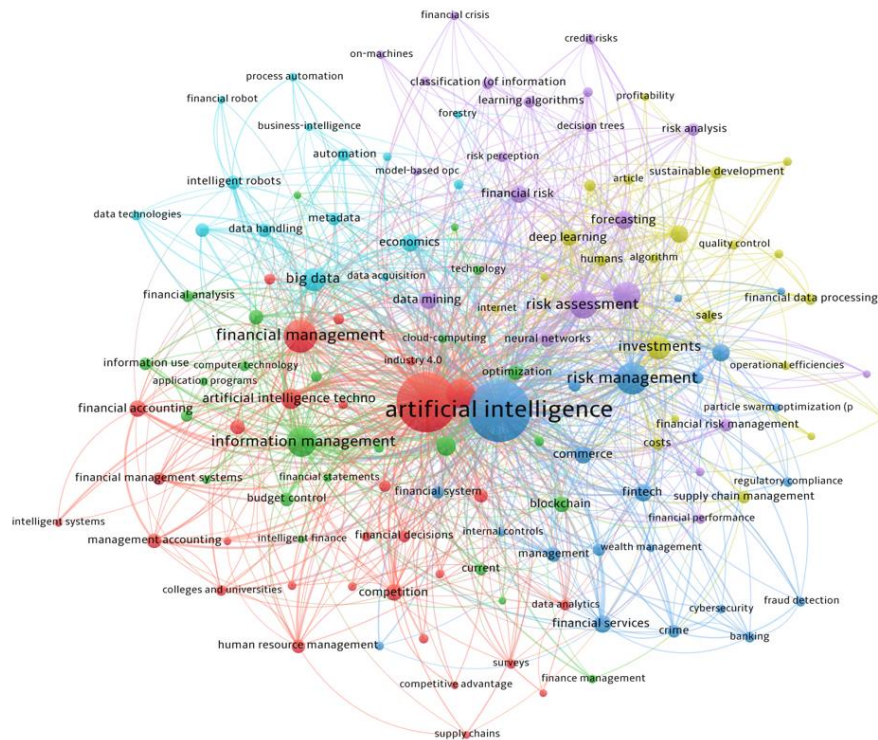 financial crisis
credit risks
on-machines
process automation
classification (of information
profitability
financial robot
learning algorithms
forestry
business-intelligence
decision trees
risk analysis
automation
risk perception
model-based opc
article
sustainable development
intelligent robots
financial risk
data technologies
metadata
forecasting
data handling
deep learning
economics
quality control
humans
algorithm
technology
big data
data acquisition
financial analysis
data mining
risk assessment
financial data processing
internet
sales
financial management
cloud-computing
neural networks
investments
industry 4.0
information use
computer technology
optimization
operational efficiencies
application programs
risk management
artificial intelligence techno
financial accounting
artificial intelligence
particle swarm optimization (p
financial risk management
information management
costs
commerce
financial management systems
financial statements
regulatory compliance
financial system
fintech
budget control
blockchain
supply chain management
intelligent systems
financial performance
internal controls
management accounting
intelligent finance
financial decisions
wealth management
management
current
colleges and universities
competition
fraud detection
data analytics
cybersecurity
financial services
crime
banking
human resource management
surveys
finance management
competitive advantage
supply chains